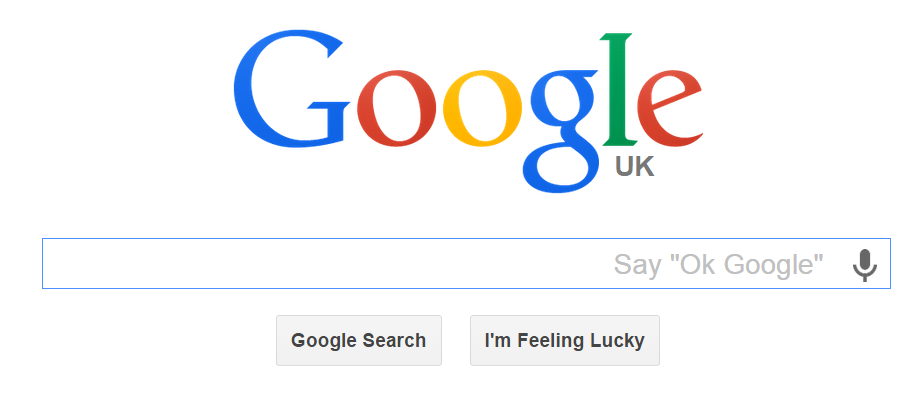 Google
UK
Say "Ok Google"
Google Search
I'm Feeling Lucky